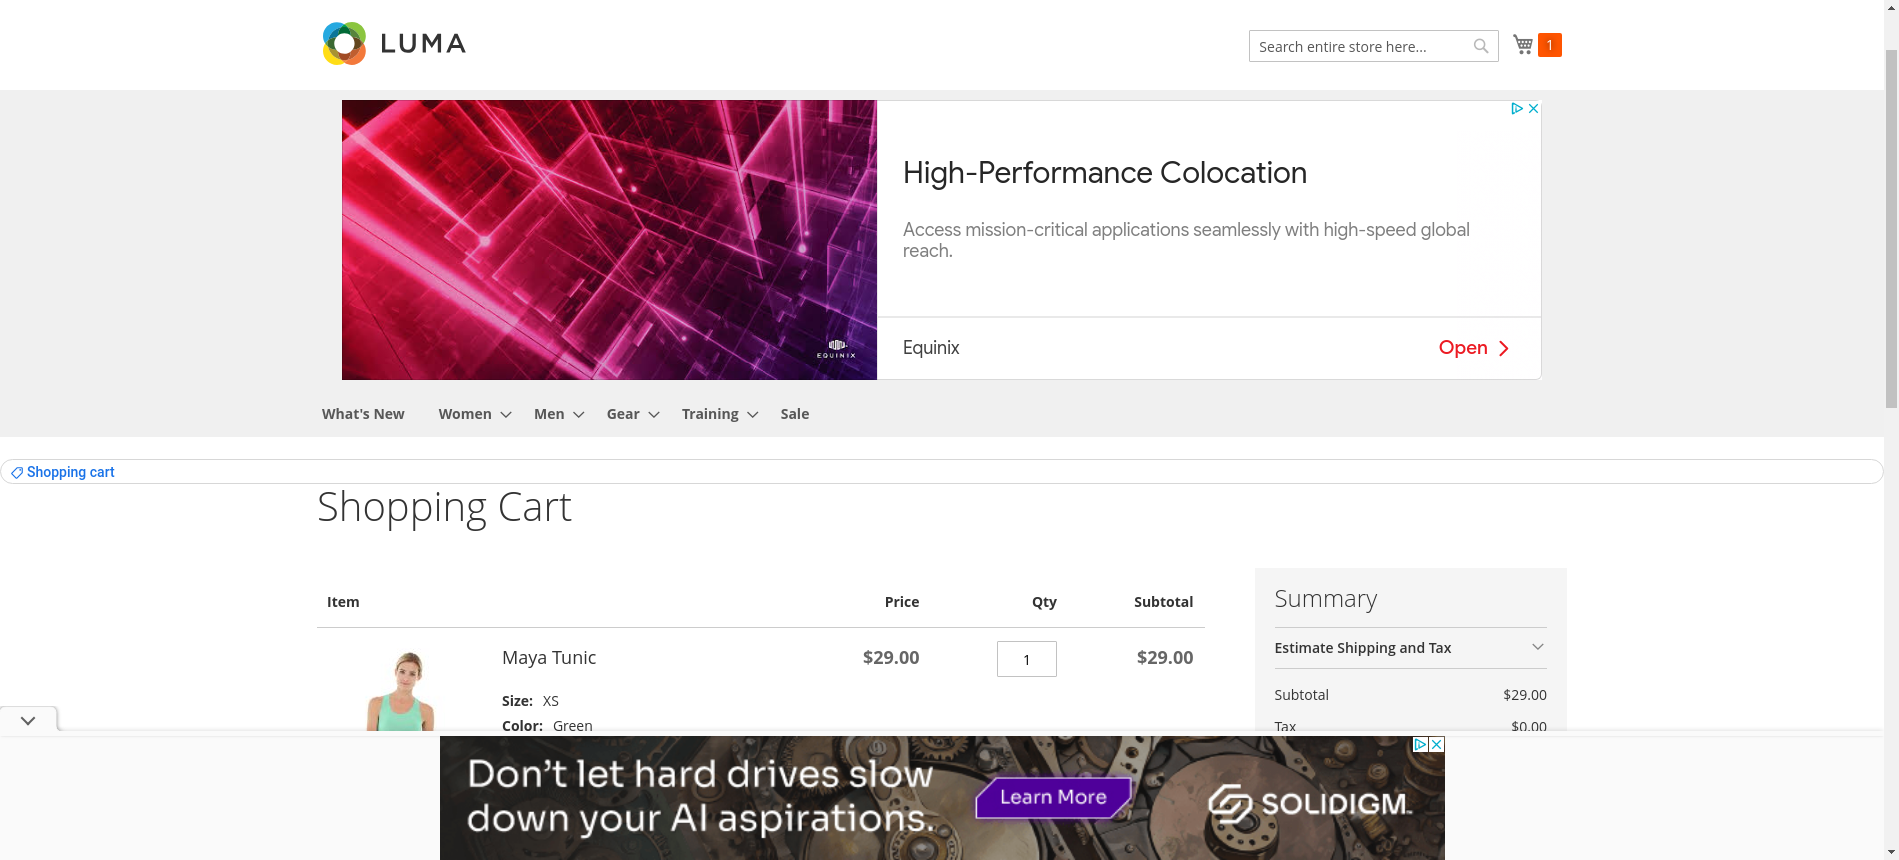 LUMA
Search entire store here...
1
High-Performance Colocation
Access mission-critical applications seamlessly with high-speed global
reach.
EQUINIX
Equinix
Open
What's New
Women
Men
Gear
Training
Sale
Shopping cart
Shopping Cart
Item
Price
Qty
Subtotal
Maya Tunic
$29.00
1
$29.00
Size: XS
Color: Green
Summary
Estimate Shipping and Tax
Subtotal $29.00
Tax $0.00
Don't let hard drives slow
down your AI aspirations.
Learn More
SOLIDIGM